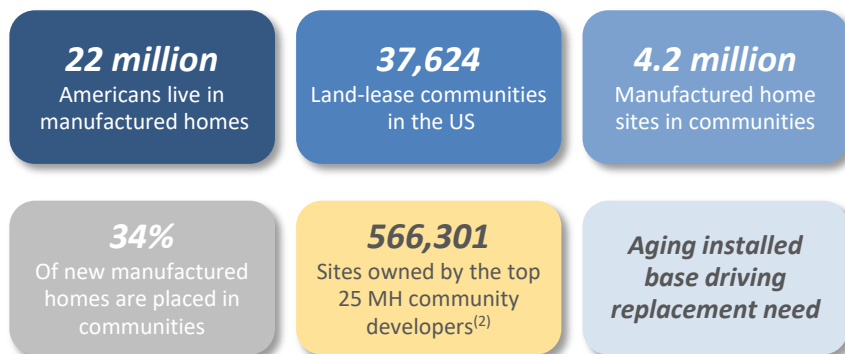 22 million
Americans live in
manufactured homes
37,624
Land-lease communities
in the US
4.2 million
Manufactured home
sites in communities
34%
Of new manufactured
homes are placed in
communities
566,301
Sites owned by the top
25 MH community
developers(2)
Aging installed
base driving
replacement need